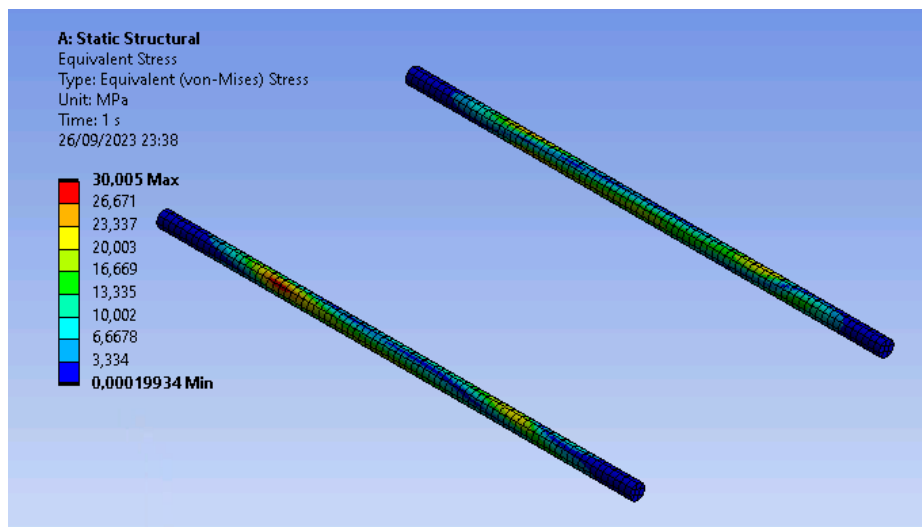 A: Static Structural
Equivalent Stress
Type: Equivalent (von-Mises) Stress
Unit: MPa
Time: 1 s
26/09/2023 23:38
30,005 Max
26,671
23,337
20,003
16,669
13,335
10,002
6,6678
3,334
0,00019934 Min